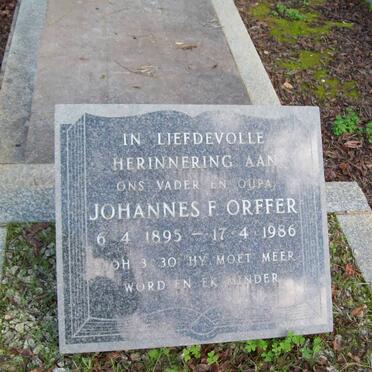 IN LIEFDEVOLLE
HERINNERING AAN
ONS VADER EN OUPA
JOHANNES F. ORFFER
6 4 1895 - 17 4 1986
JOH 3 30 HY MOET MEER
WORD EN EK MINDER